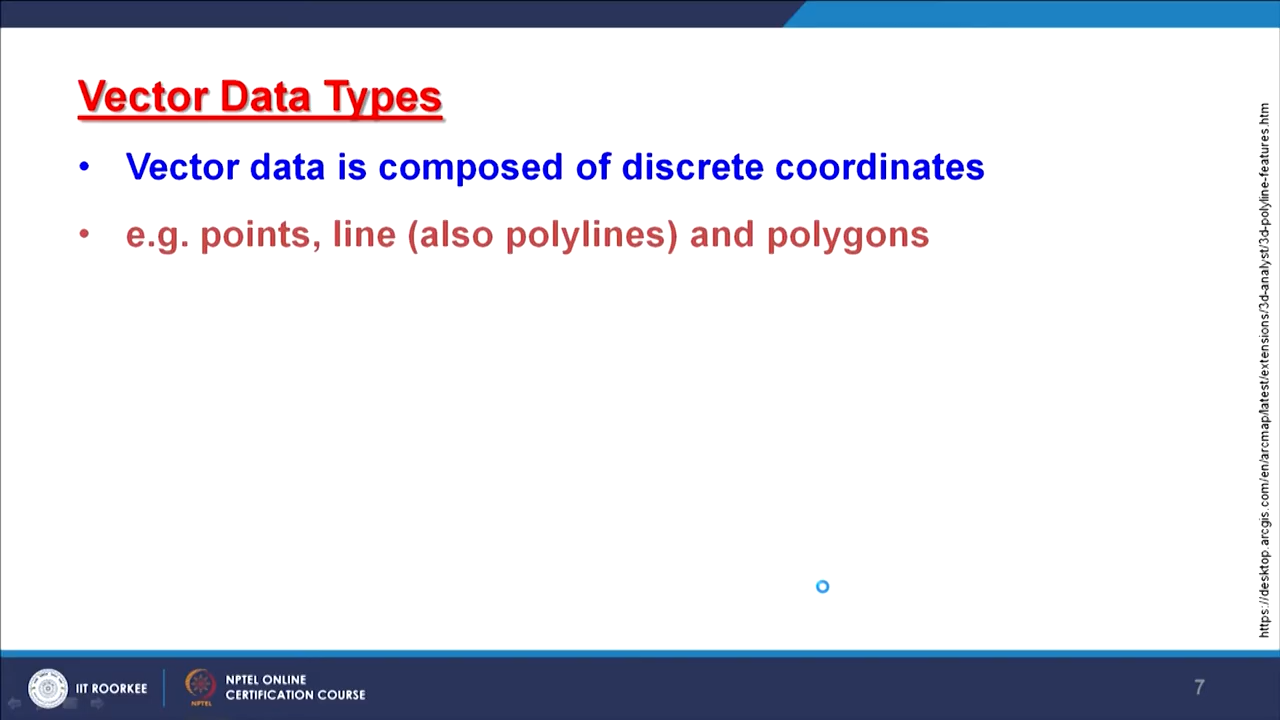 Vector Data Types
• Vector data is composed of discrete coordinates
• e.g. points, line (also polylines) and polygons
https://desktop.arcgis.com/en/arcmap/latest/extensions/3d-analyst/3d-polyline-features.htm
IIT ROORKEE
NPTEL
NPTEL ONLINE
CERTIFICATION COURSE
7